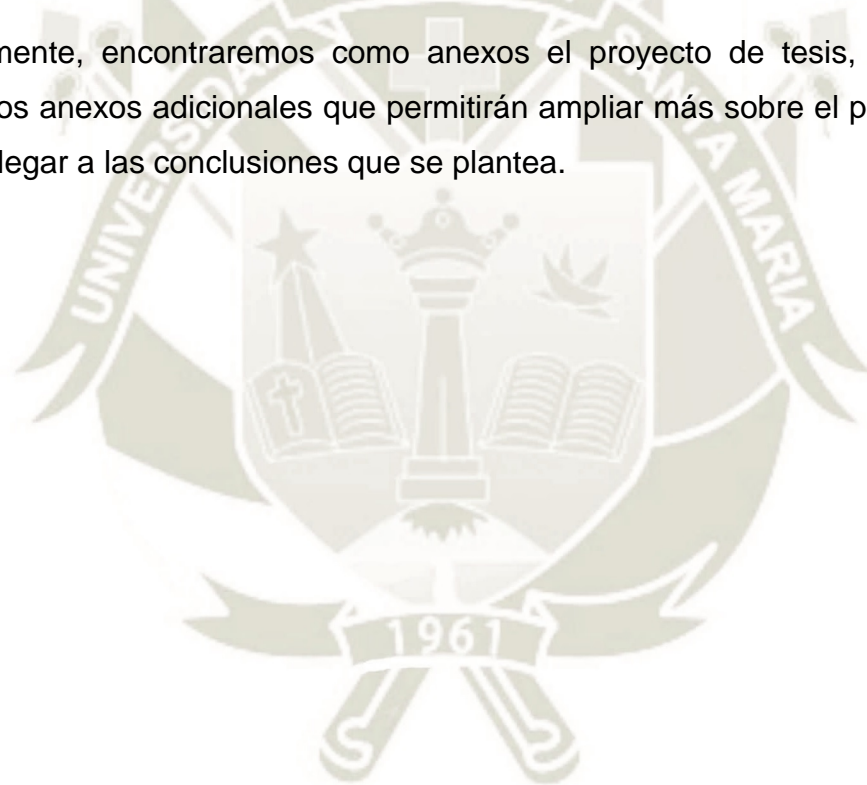 mente, encontraremos como anexos el proyecto de tesis,
os anexos adicionales que permitirán ampliar más sobre el p
legar a las conclusiones que se plantea.
UNIVERSIDAD
SANTA MARIA
1961